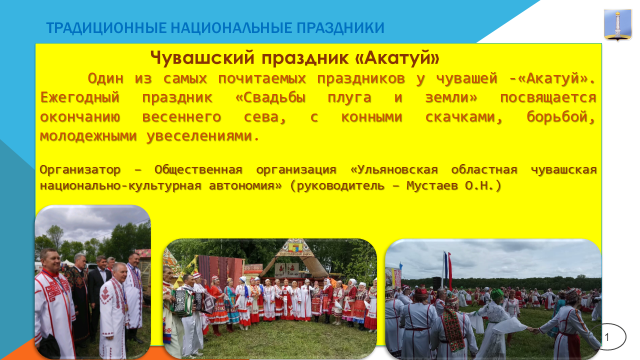 ТРАДИЦИОННЫЕ НАЦИОНАЛЬНЫЕ ПРАЗДНИКИ
Чувашский праздник «Акатуй»
Один из самых почитаемых праздников у чувашей -«Акатуй».
Ежегодный праздник «Свадьбы плуга и земли» посвящается
окончанию весеннего сева, с конными скачками, борьбой,
молодежными увеселениями.
Организатор – Общественная организация «Ульяновская областная чувашская
национально-культурная автономия» (руководитель – Мустаев О.Н.)
1